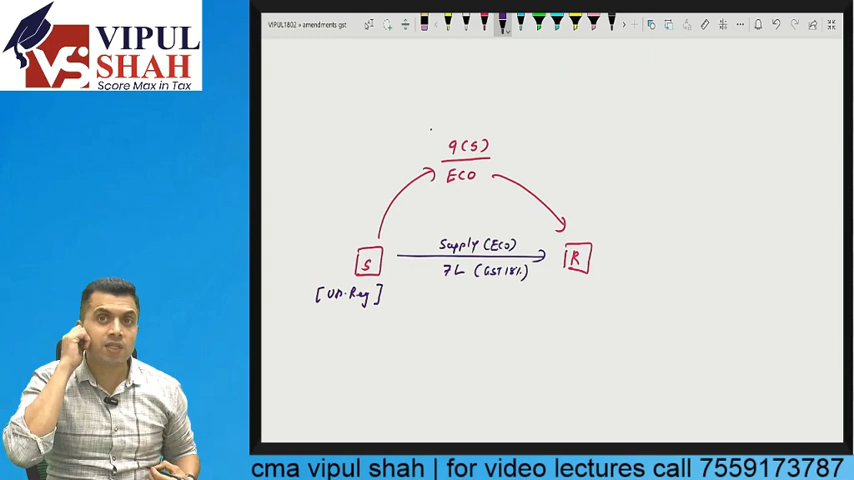 VIPUL
SHAH
Score Max in Tax
VS
VIPUL1802 + amendments gst
9(5)
ECO
Supply (ECO)
7L (GST 18%)
S
R
[Un.Reg]
cma vipul shah | for video lectures call 7559173787